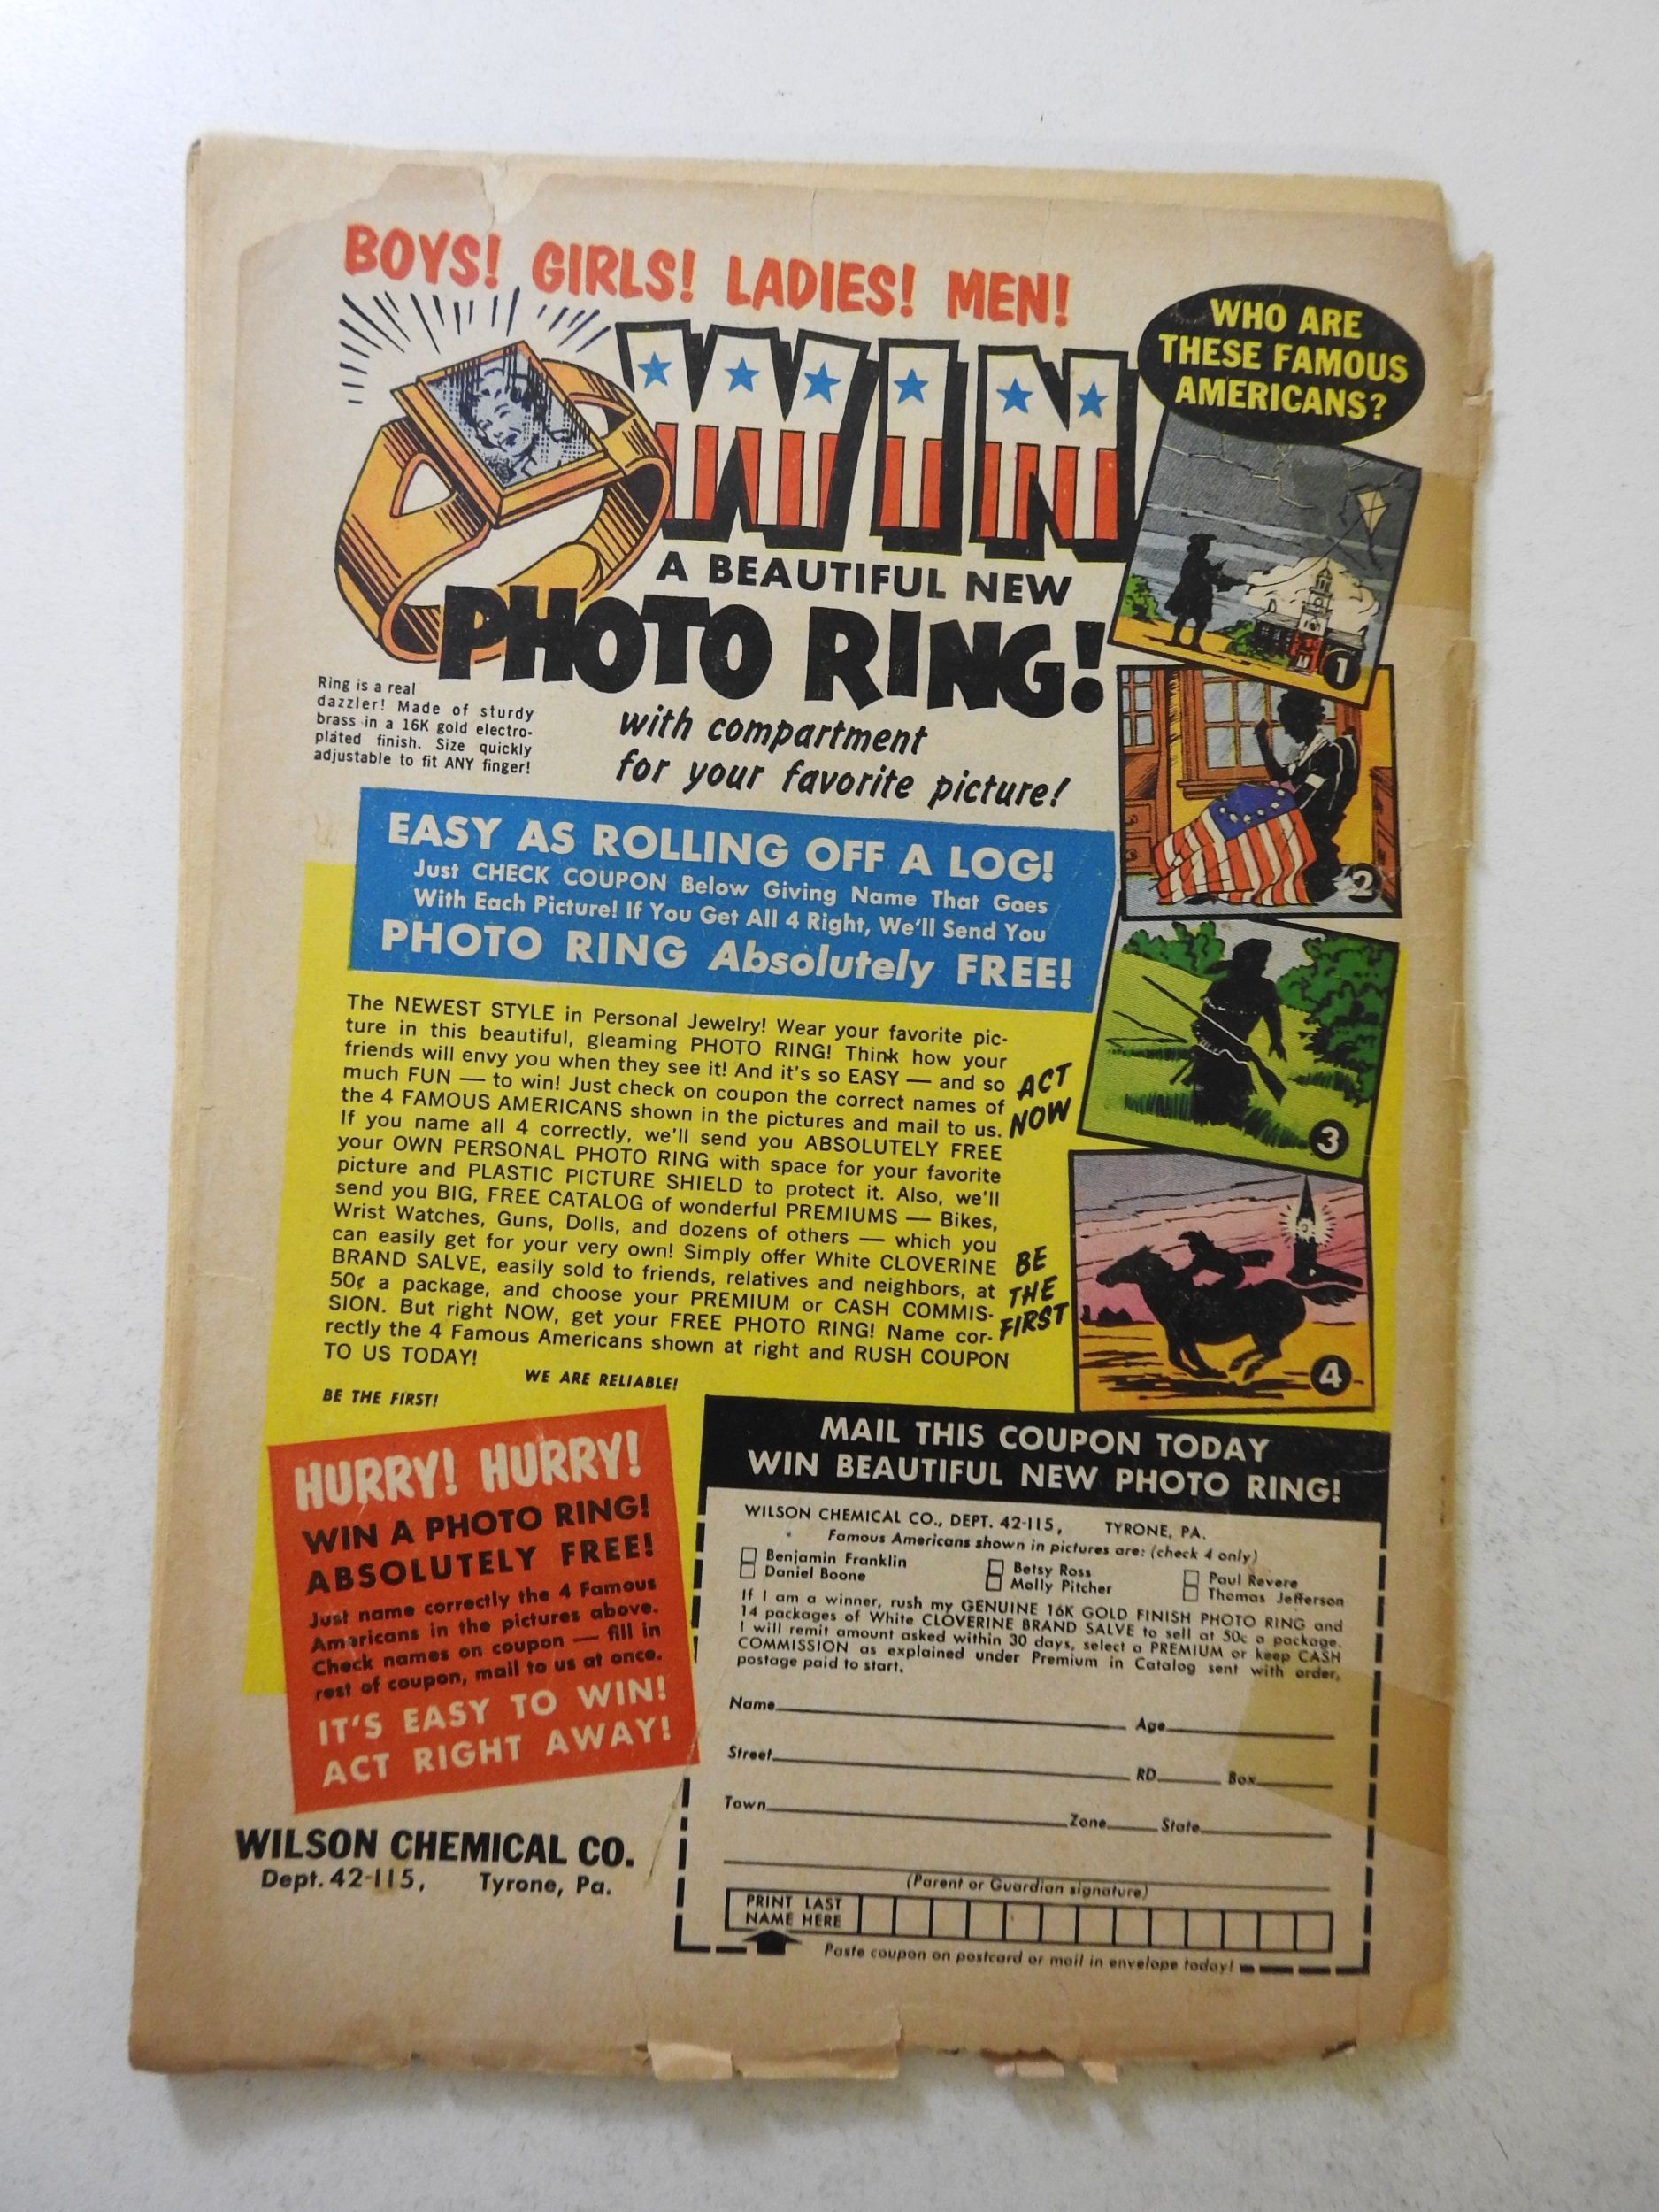 BOYS! GIRLS! LADIES! MEN!
WIN
A BEAUTIFUL NEW
PHOTO RING!
with compartment
for your favorite picture!
Ring is a real
dazzler! Made of sturdy
brass in a 16K gold electro-
plated finish. Size quickly
adjustable to fit ANY finger!
WHO ARE
THESE FAMOUS
AMERICANS?
1
2
3
4
EASY AS ROLLING OFF A LOG!
Just CHECK COUPON Below Giving Name That Goes
With Each Picture! If You Get All 4 Right, We'll Send You
PHOTO RING Absolutely FREE!
The NEWEST STYLE in Personal Jewelry! Wear your favorite pic-
ture in this beautiful, gleaming PHOTO RING! Think how your
friends will envy you when they see it! And it's so EASY — and so
much FUN — to win! Just check on coupon the correct names of
the 4 FAMOUS AMERICANS shown in the pictures and mail to us.
If you name all 4 correctly, we'll send you ABSOLUTELY FREE
your OWN PERSONAL PHOTO RING with space for your favorite
picture and PLASTIC PICTURE SHIELD to protect it. Also, we'll
send you BIG, FREE CATALOG of wonderful PREMIUMS — Bikes,
Wrist Watches, Guns, Dolls, and dozens of others — which you
can easily get for your very own! Simply offer White CLOVERINE
BRAND SALVE, easily sold to friends, relatives and neighbors, at
50¢ a package, and choose your PREMIUM or CASH COMMIS-
SION. But right NOW, get your FREE PHOTO RING! Name cor-
rectly the 4 Famous Americans shown at right and RUSH COUPON
TO US TODAY!
WE ARE RELIABLE!
BE THE FIRST!
ACT
NOW
BE
THE
FIRST
HURRY! HURRY!
WIN A PHOTO RING!
ABSOLUTELY FREE!
Just name correctly the 4 Famous
Americans in the pictures above.
Check names on coupon — fill in
rest of coupon, mail to us at once.
IT'S EASY TO WIN!
ACT RIGHT AWAY!
WILSON CHEMICAL CO.
Dept. 42-115, Tyrone, Pa.
MAIL THIS COUPON TODAY
WIN BEAUTIFUL NEW PHOTO RING!
WILSON CHEMICAL CO., DEPT. 42-115, TYRONE, PA.
Famous Americans shown in pictures are: (check 4 only)
Benjamin Franklin Betsy Ross Paul Revere
Daniel Boone Molly Pitcher Thomas Jefferson
If I am a winner, rush my GENUINE 16K GOLD FINISH PHOTO RING and
14 packages of White CLOVERINE BRAND SALVE to sell at 50c a package.
I will remit amount asked within 30 days, select a PREMIUM or keep CASH
COMMISSION as explained under Premium in Catalog sent with order,
postage paid to start.
Name Age
Street RD Box
Town Zone State
(Parent or Guardian signature)
PRINT LAST
NAME HERE
Paste coupon on postcard or mail in envelope today!